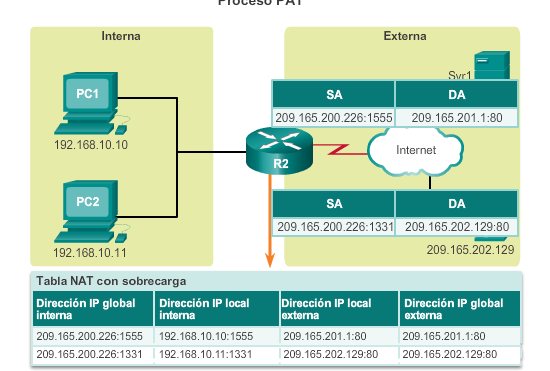 Proceso PAT
Interna
Externa
PC1
192.168.10.10
PC2
192.168.10.11
R2
Svr1
SA DA
209.165.200.226:1555 209.165.201.1:80
Internet
SA DA
209.165.200.226:1331 209.165.202.129:80
209.165.202.129
Tabla NAT con sobrecarga
Dirección IP global interna
Dirección IP local interna
Dirección IP local externa
Dirección IP global externa
209.165.200.226:1555 192.168.10.10:1555 209.165.201.1:80 209.165.201.1:80
209.165.200.226:1331 192.168.10.11:1331 209.165.202.129:80 209.165.202.129:80